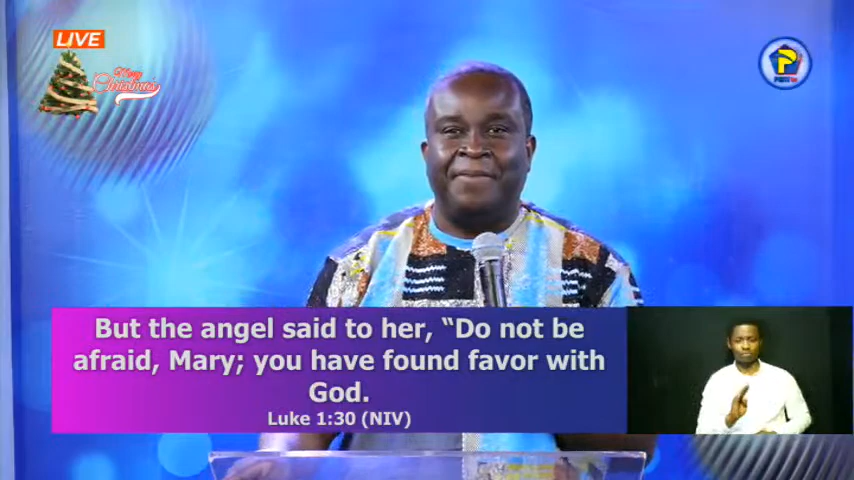 LIVE
Merry
Christmas
P
But the angel said to her, “Do not be
afraid, Mary; you have found favor with
God.
Luke 1:30 (NIV)